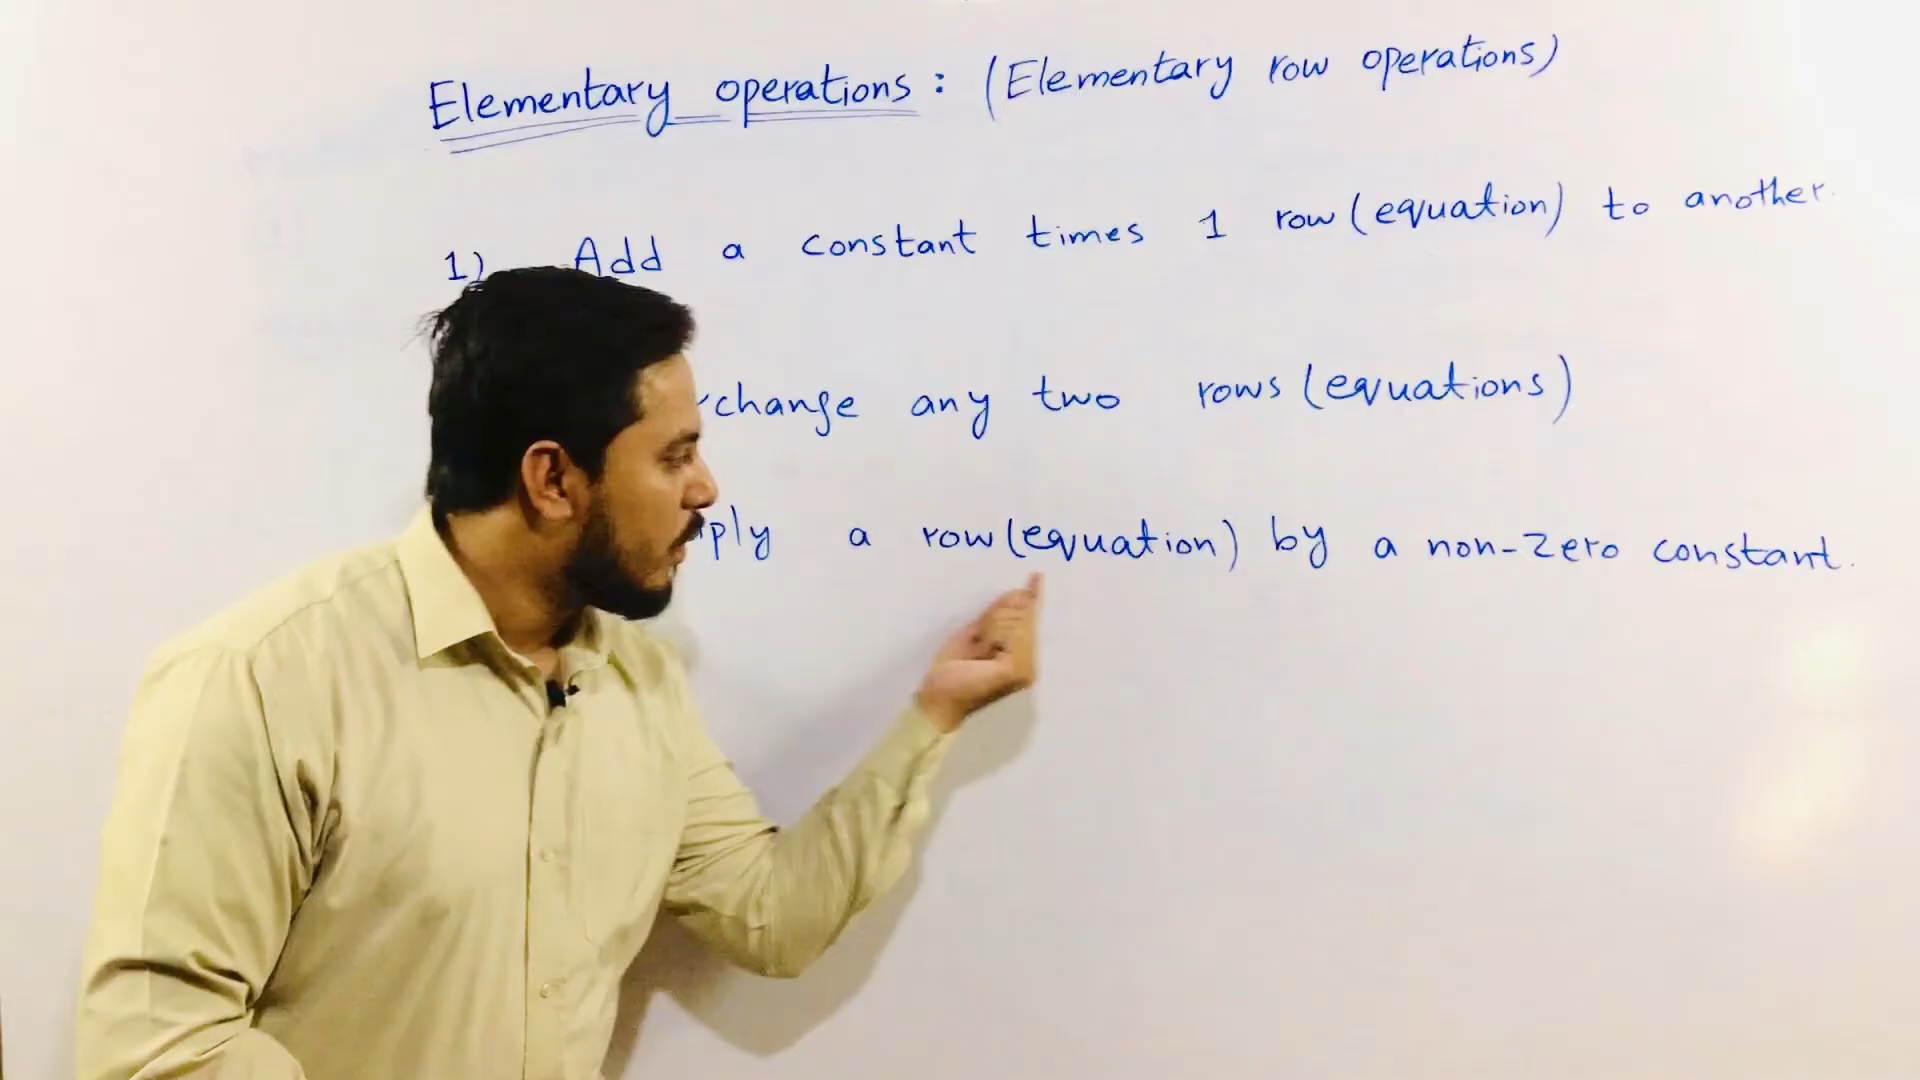 Elementary operations: (Elementary row operations)
1) Add a constant times 1 row (equation) to another.
change any two rows (equations)
ply a row (equation) by a non-zero constant.